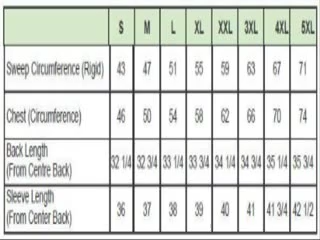 S M L XL XXL 3XL 4XL 5XL
Sweep Circumference (Rigid) 43 47 51 55 59 63 67 71
Chest (Circumference) 46 50 54 58 62 66 70 74
Back Length
(From Centre Back) 32 1/4 32 3/4 33 1/4 33 3/4 34 1/4 34 3/4 35 1/4 35 3/4
Sleeve Length
(From Center Back) 36 37 38 39 40 41 41 3/4 42 1/2